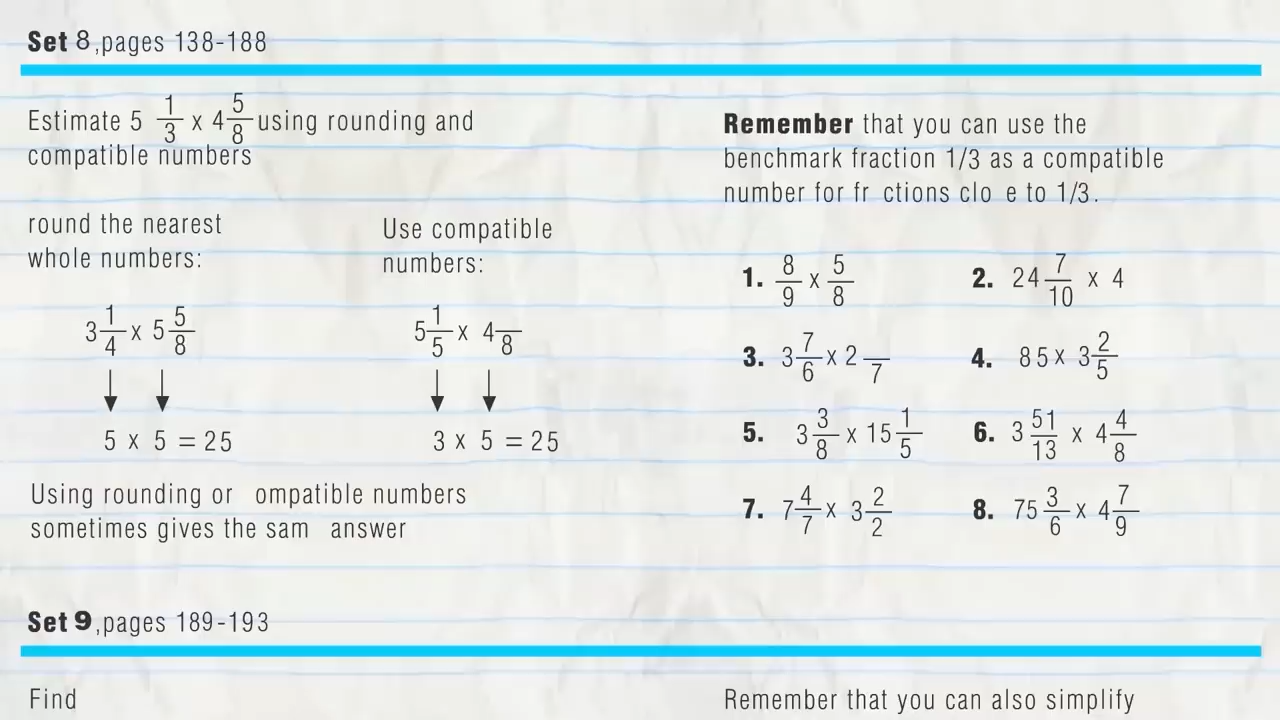 Set 8,pages 138-188
Estimate 5 1/3 x 4 5/8 using rounding and
compatible numbers
round the nearest
whole numbers:
3 1/4 x 5 5/8
5 x 5 = 25
Use compatible
numbers:
5 1/5 x 4 /8
3 x 5 = 25
Using rounding or ompatible numbers
sometimes gives the sam answer
Remember that you can use the
benchmark fraction 1/3 as a compatible
number for fr ctions clo e to 1/3.
1. 8/9 x 5/8
2. 24 7/10 x 4
3. 3 7/6 x 2 /7
4. 85 x 3 2/5
5. 3 3/8 x 15 1/5
6. 3 51/13 x 4 4/8
7. 7 4/7 x 3 2/2
8. 75 3/6 x 4 7/9
Set 9,pages 189-193
Find
Remember that you can also simplify